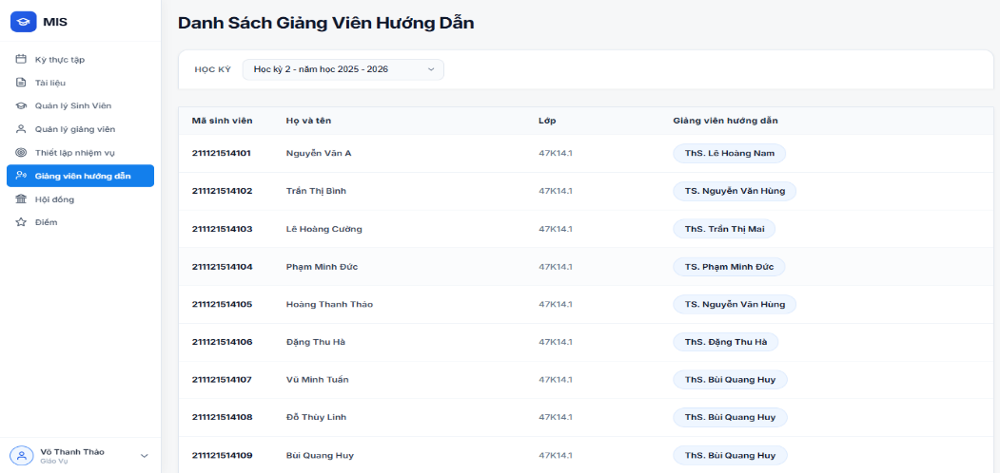 MIS
Kỳ thực tập
Tài liệu
Quản lý Sinh Viên
Quản lý giảng viên
Thiết lập nhiệm vụ
Giảng viên hướng dẫn
Hội đồng
Điểm
Võ Thanh Thảo
Giáo Vụ
Danh Sách Giảng Viên Hướng Dẫn
HỌC KỲ Học kỳ 2 - năm học 2025 - 2026
Mã sinh viên Họ và tên Lớp Giảng viên hướng dẫn
211121514101 Nguyễn Văn A 47K14.1 ThS. Lê Hoàng Nam
211121514102 Trần Thị Bình 47K14.1 TS. Nguyễn Văn Hùng
211121514103 Lê Hoàng Cường 47K14.1 ThS. Trần Thị Mai
211121514104 Phạm Minh Đức 47K14.1 TS. Phạm Minh Đức
211121514105 Hoàng Thanh Thảo 47K14.1 TS. Nguyễn Văn Hùng
211121514106 Đặng Thu Hà 47K14.1 ThS. Đặng Thu Hà
211121514107 Vũ Minh Tuấn 47K14.1 ThS. Bùi Quang Huy
211121514108 Đỗ Thùy Linh 47K14.1 ThS. Bùi Quang Huy
211121514109 Bùi Quang Huy 47K14.1 ThS. Bùi Quang Huy